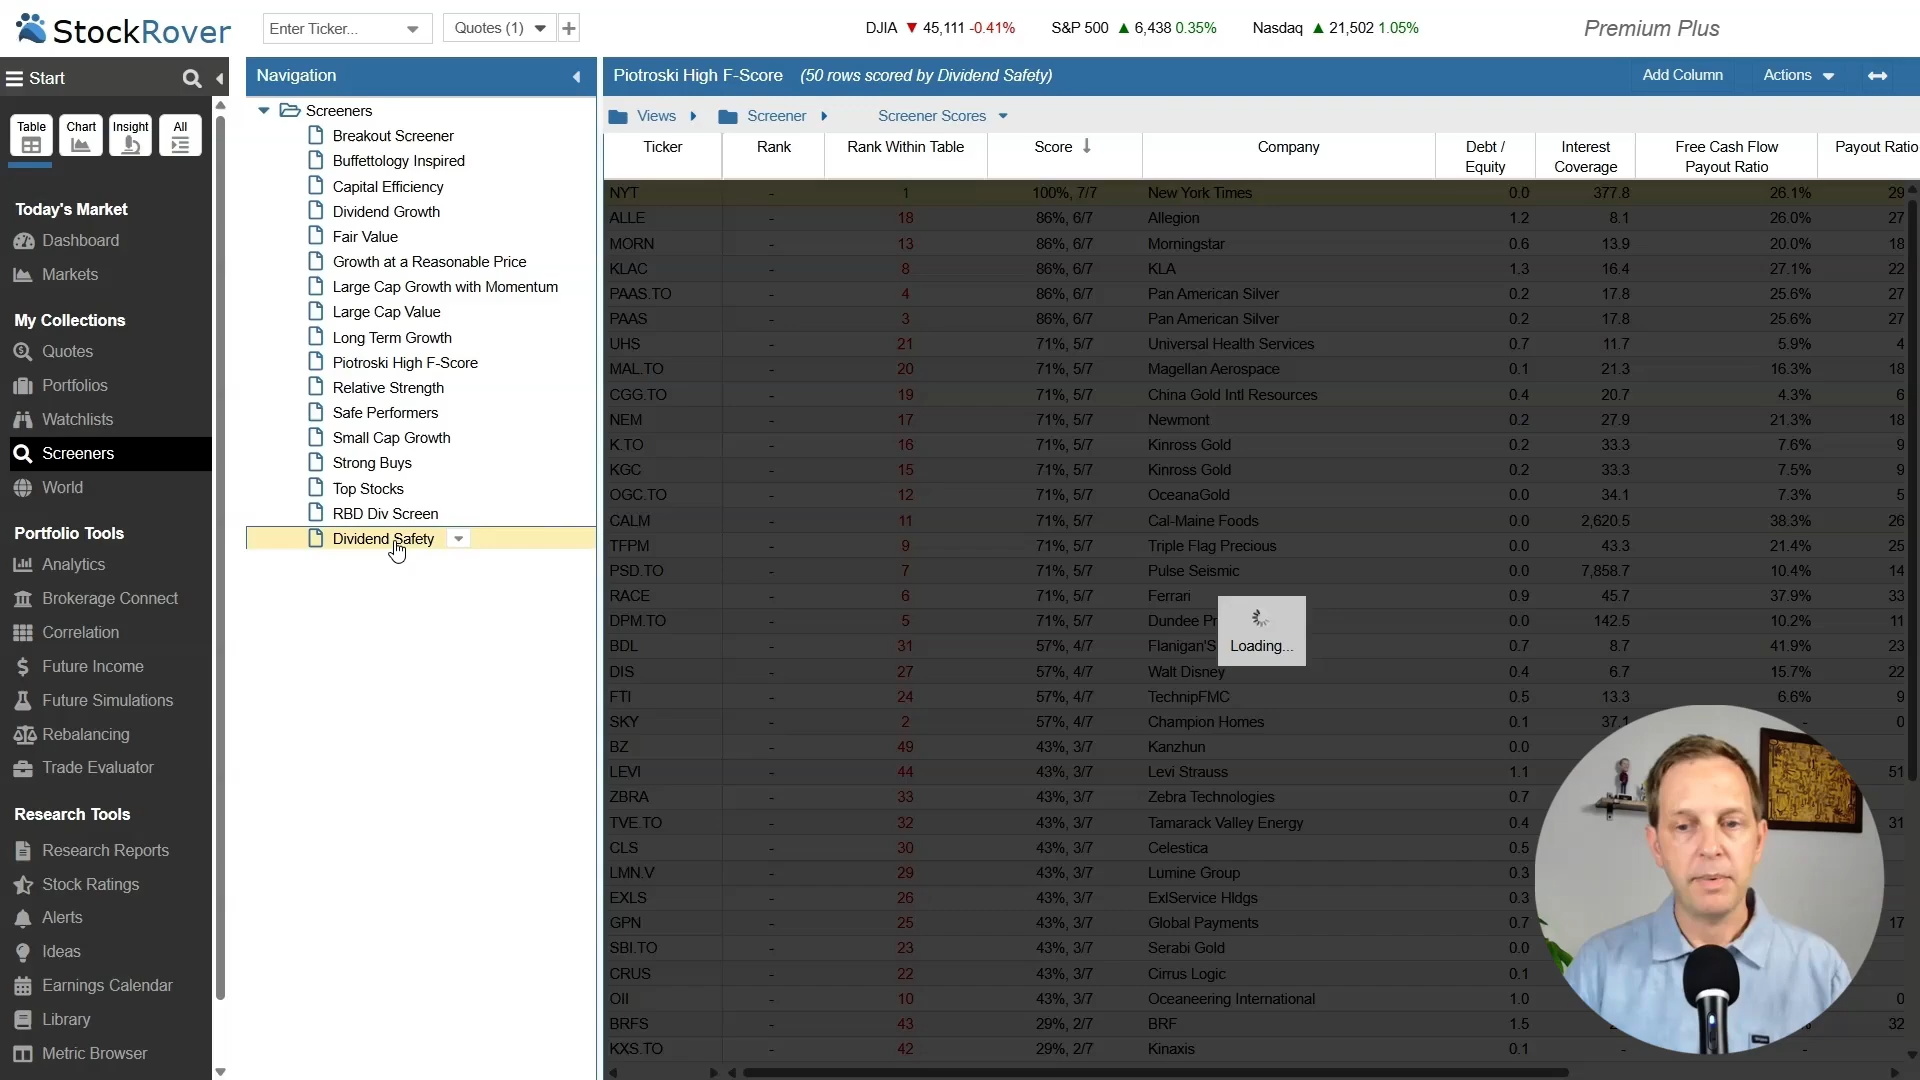 StockRover
Enter Ticker...
Quotes (1)
DJIA ▼ 45,111 -0.41%
S&P 500 ▲ 6,438 0.35%
Nasdaq ▲ 21,502 1.05%
Premium Plus
Start
Table
Chart
Insight
All
Today's Market
Dashboard
Markets
My Collections
Quotes
Portfolios
Watchlists
Screeners
World
Portfolio Tools
Analytics
Brokerage Connect
Correlation
Future Income
Future Simulations
Rebalancing
Trade Evaluator
Research Tools
Research Reports
Stock Ratings
Alerts
Ideas
Earnings Calendar
Library
Metric Browser
Navigation
Screeners
Breakout Screener
Buffettology Inspired
Capital Efficiency
Dividend Growth
Fair Value
Growth at a Reasonable Price
Large Cap Growth with Momentum
Large Cap Value
Long Term Growth
Piotroski High F-Score
Relative Strength
Safe Performers
Small Cap Growth
Strong Buys
Top Stocks
RBD Div Screen
Dividend Safety
Piotroski High F-Score (50 rows scored by Dividend Safety)
Add Column
Actions
Views
Screener
Screener Scores
Ticker Rank Rank Within Table Score Company Debt / Equity Interest Coverage Free Cash Flow Payout Ratio Payout Ratio
NYT - 1 100%, 7/7 New York Times 0.0 377.8 26.1% 29
ALLE - 18 86%, 6/7 Allegion 1.2 8.1 26.0% 27
MORN - 13 86%, 6/7 Morningstar 0.6 13.9 20.0% 18
KLAC - 8 86%, 6/7 KLA 1.3 16.4 27.1% 22
PAAS.TO - 4 86%, 6/7 Pan American Silver 0.2 17.8 25.6% 27
PAAS - 3 86%, 6/7 Pan American Silver 0.2 17.8 25.6% 27
UHS - 21 71%, 5/7 Universal Health Services 0.7 11.7 5.9% 4
MAL.TO - 20 71%, 5/7 Magellan Aerospace 0.1 21.3 16.3% 18
CGG.TO - 19 71%, 5/7 China Gold Intl Resources 0.4 20.7 4.3% 6
NEM - 17 71%, 5/7 Newmont 0.2 27.9 21.3% 18
K.TO - 16 71%, 5/7 Kinross Gold 0.2 33.3 7.6% 9
KGC - 15 71%, 5/7 Kinross Gold 0.2 33.3 7.5% 9
OGC.TO - 12 71%, 5/7 OceanaGold 0.0 34.1 7.3% 5
CALM - 11 71%, 5/7 Cal-Maine Foods 0.0 2,620.5 38.3% 26
TFPM - 9 71%, 5/7 Triple Flag Precious 0.0 43.3 21.4% 25
PSD.TO - 7 71%, 5/7 Pulse Seismic 0.0 7,858.7 10.4% 14
RACE - 6 71%, 5/7 Ferrari 0.9 45.7 37.9% 33
DPM.TO - 5 71%, 5/7 Dundee Pr 0.0 142.5 10.2% 11
BDL - 31 57%, 4/7 Flanigan'S 0.7 8.7 41.9% 23
Loading...
DIS - 27 57%, 4/7 Walt Disney 0.4 6.7 15.7% 22
FTI - 24 57%, 4/7 TechnipFMC 0.5 13.3 6.6% 9
SKY - 2 57%, 4/7 Champion Homes 0.1 37.1 - 0
BZ - 49 43%, 3/7 Kanzhun 0.0
LEVI - 44 43%, 3/7 Levi Strauss 1.1 51
ZBRA - 33 43%, 3/7 Zebra Technologies 0.7
TVE.TO - 32 43%, 3/7 Tamarack Valley Energy 0.4 31
CLS - 30 43%, 3/7 Celestica 0.5
LMN.V - 29 43%, 3/7 Lumine Group 0.3
EXLS - 26 43%, 3/7 ExlService Hldgs 0.3
GPN - 25 43%, 3/7 Global Payments 0.7 17
SBI.TO - 23 43%, 3/7 Serabi Gold 0.0
CRUS - 22 43%, 3/7 Cirrus Logic 0.1
OII - 10 43%, 3/7 Oceaneering International 1.0 0
BRFS - 43 29%, 2/7 BRF 1.5 32
KXS.TO - 42 29%, 2/7 Kinaxis 0.1 - -